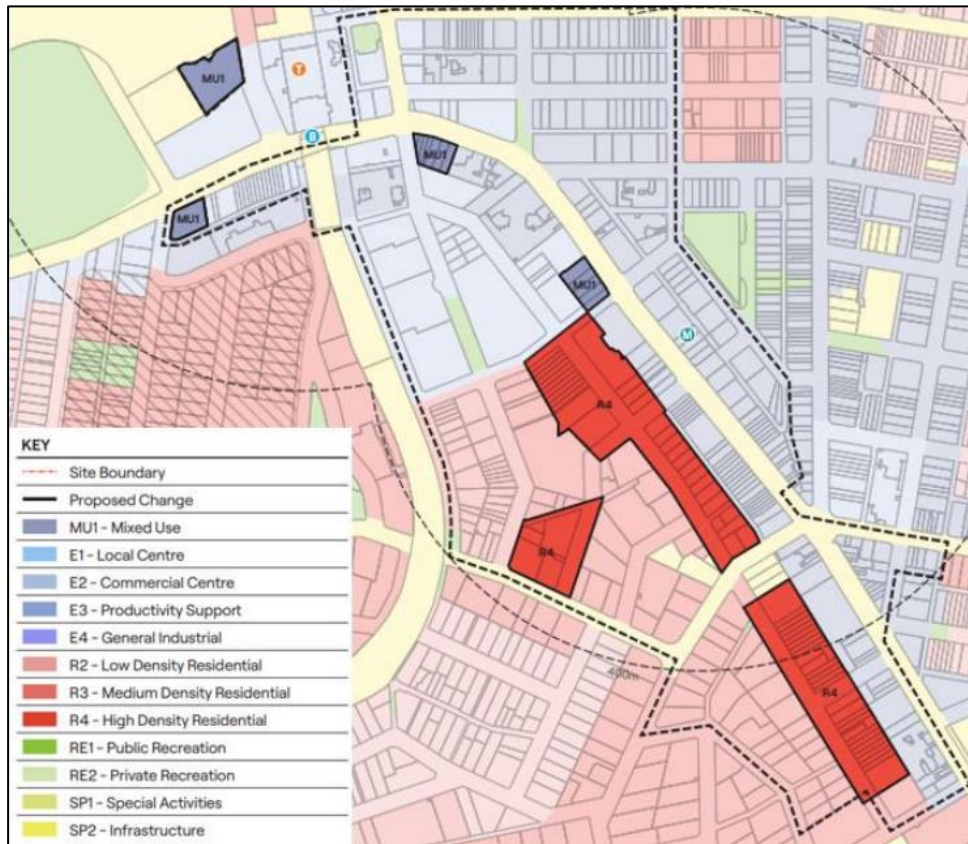 MU1
T
B
MU1
MU1
MU1
M
R4
R4
R4
400m
KEY
Site Boundary
Proposed Change
MU1 - Mixed Use
E1 - Local Centre
E2 - Commercial Centre
E3 - Productivity Support
E4 - General Industrial
R2 - Low Density Residential
R3 - Medium Density Residential
R4 - High Density Residential
RE1 - Public Recreation
RE2 - Private Recreation
SP1 - Special Activities
SP2 - Infrastructure